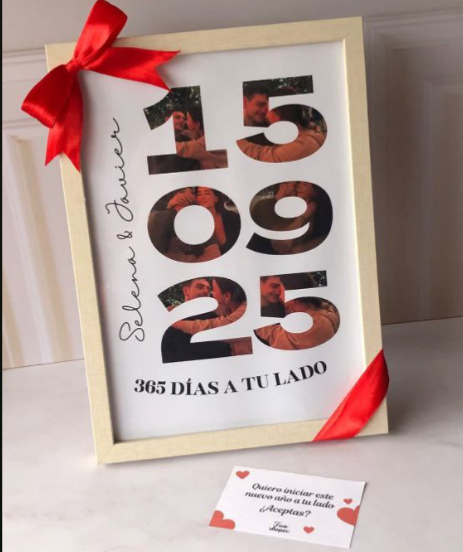 Selena & Javier
15
09
25
365 DÍAS A TU LADO
Quiero iniciar este
nuevo año a tu lado
¿Aceptas?